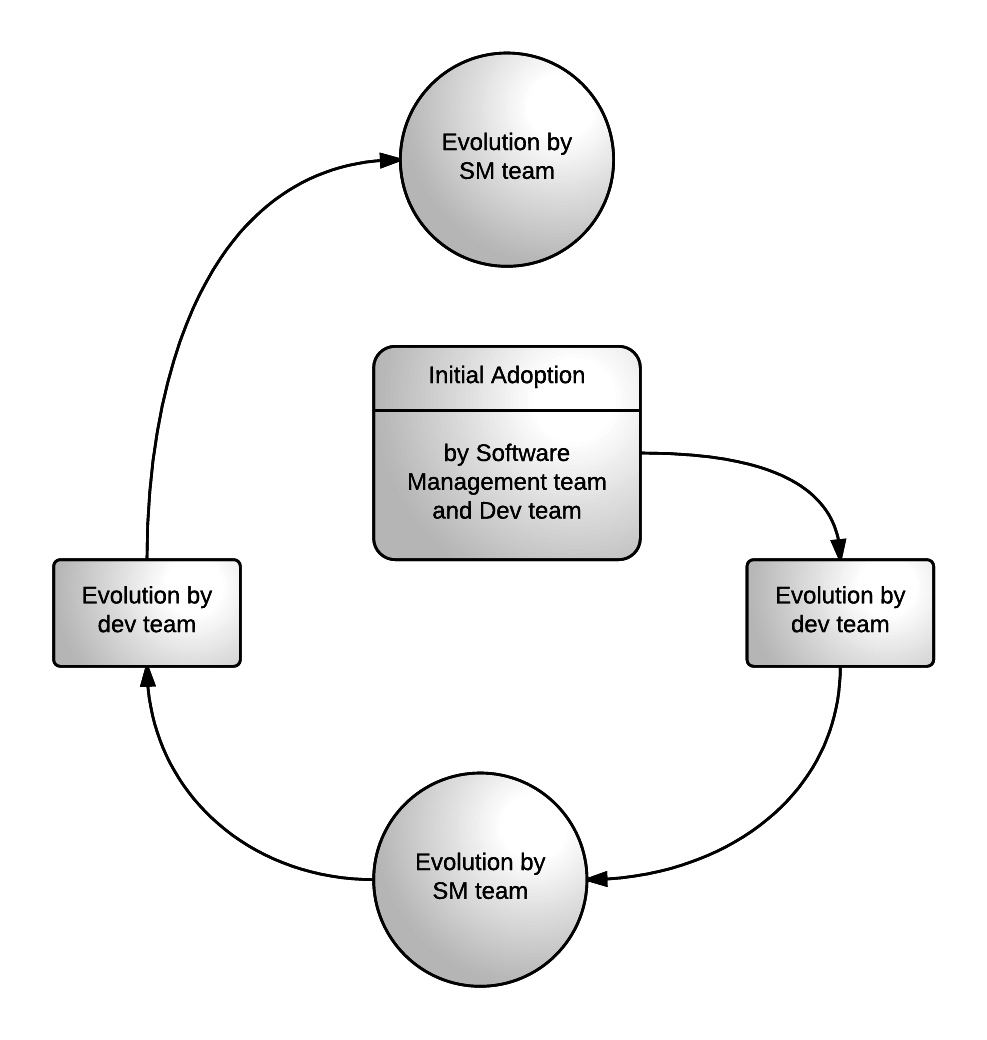 Evolution by
SM team
Initial Adoption
by Software
Management team
and Dev team
Evolution by
dev team
Evolution by
dev team
Evolution by
SM team